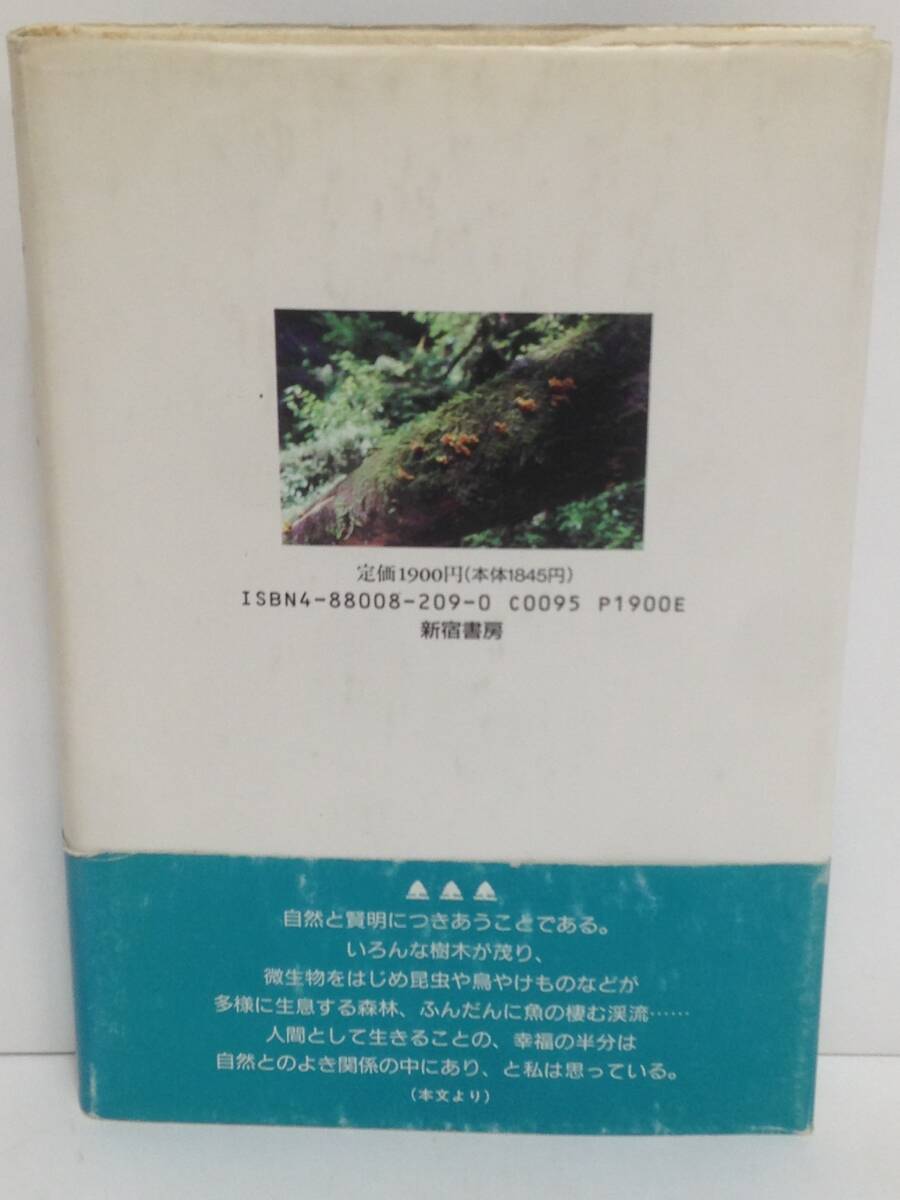 定価1900円(本体1845円)
ISBN4-88008-209-0 C0095 P1900E
新宿書房
自然と賢明につきあうことである。
いろんな樹木が茂り、
微生物をはじめ昆虫や鳥やけものなどが
多様に生息する森林、ふんだんに魚の棲む渓流……
人間として生きることの、幸福の半分は
自然とのよき関係の中にあり、と私は思っている。
(本文より)